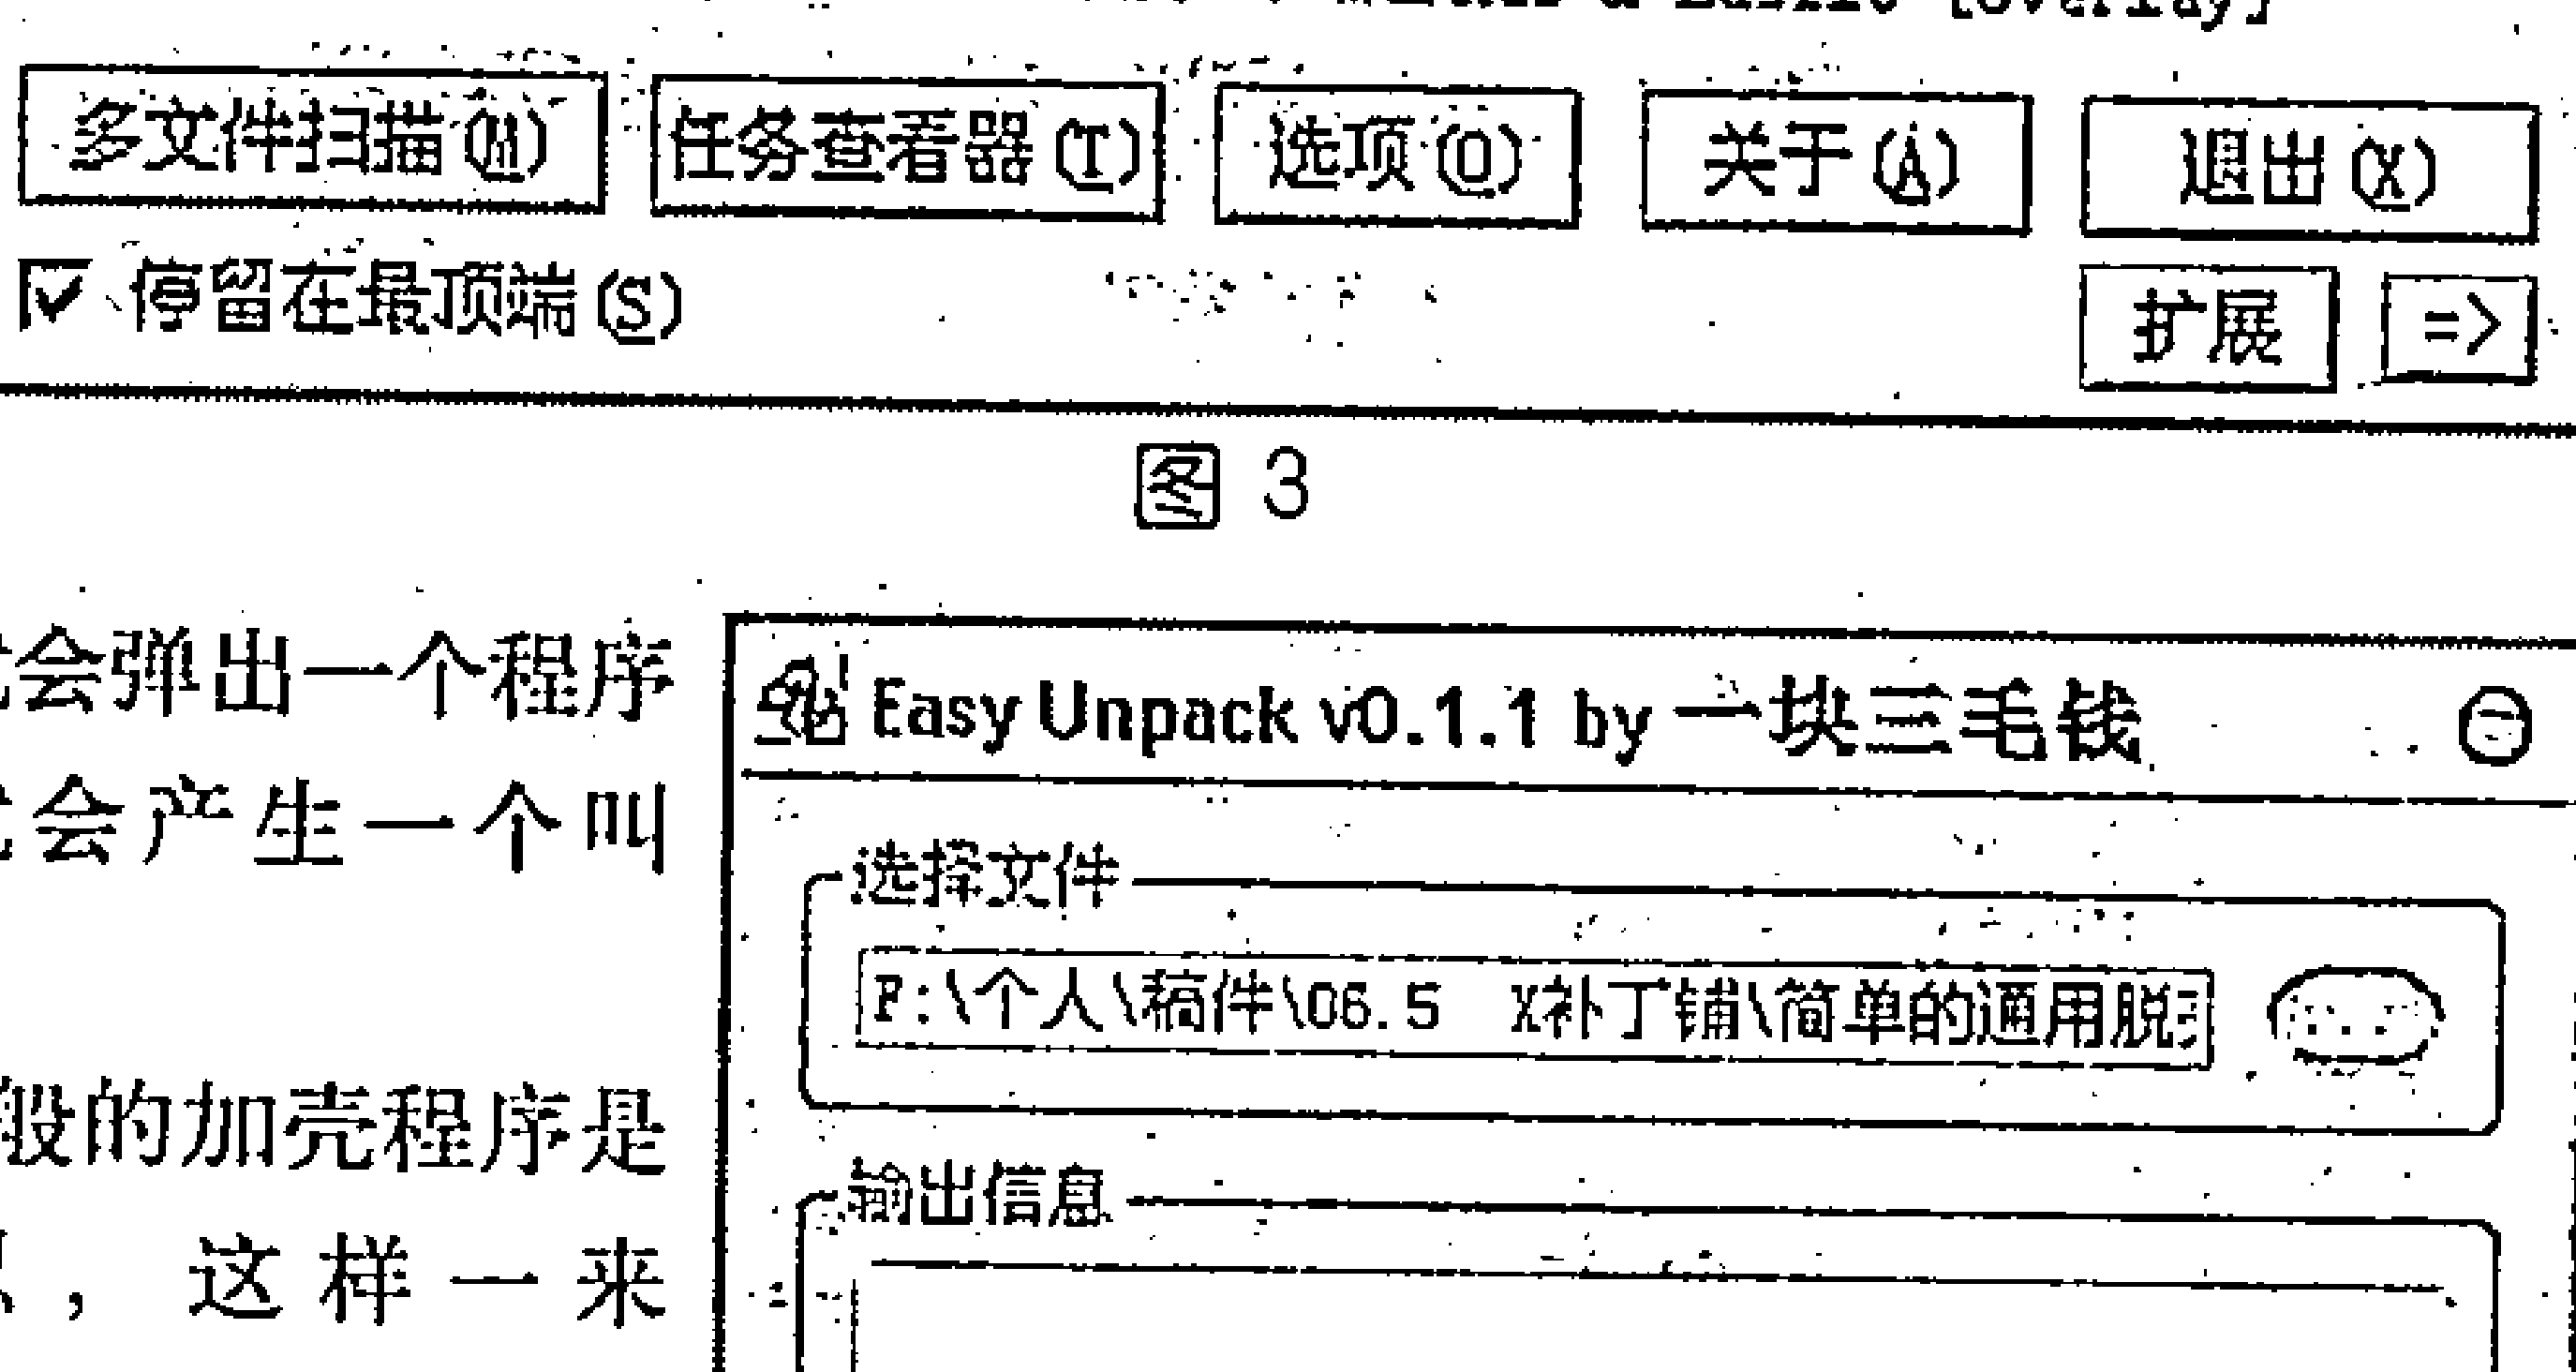 [Overlay]
多文件扫描(M) 任务查看器(T) 选项(O) 关于(A) 退出(X)
停留在最顶端(S) 扩展 =>
图 3
会弹出一个程序
会产生一个叫
般的加壳程序是
，这样一来
Easy Unpack v0.1.1 by 一块三毛钱
选择文件
F:\个人\稿件\06.5 X补丁铺\简单的通用脱
输出信息